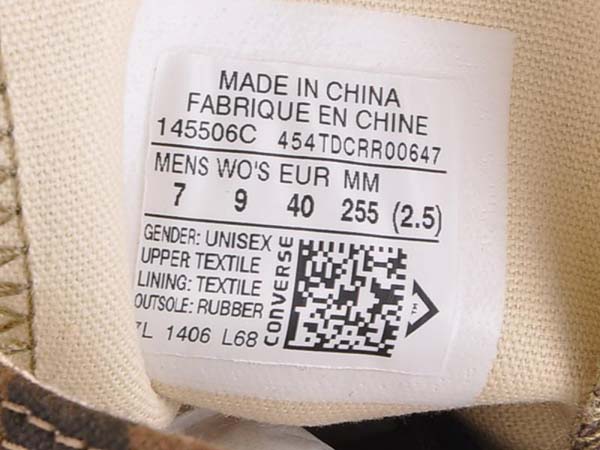 MADE IN CHINA
FABRIQUE EN CHINE
145506C 454TDCRR00647
MENS WO'S EUR MM
7 9 40 255 (2.5)
GENDER: UNISEX
UPPER: TEXTILE
LINING: TEXTILE
OUTSOLE: RUBBER
1406 L68
CONVERSE
TM